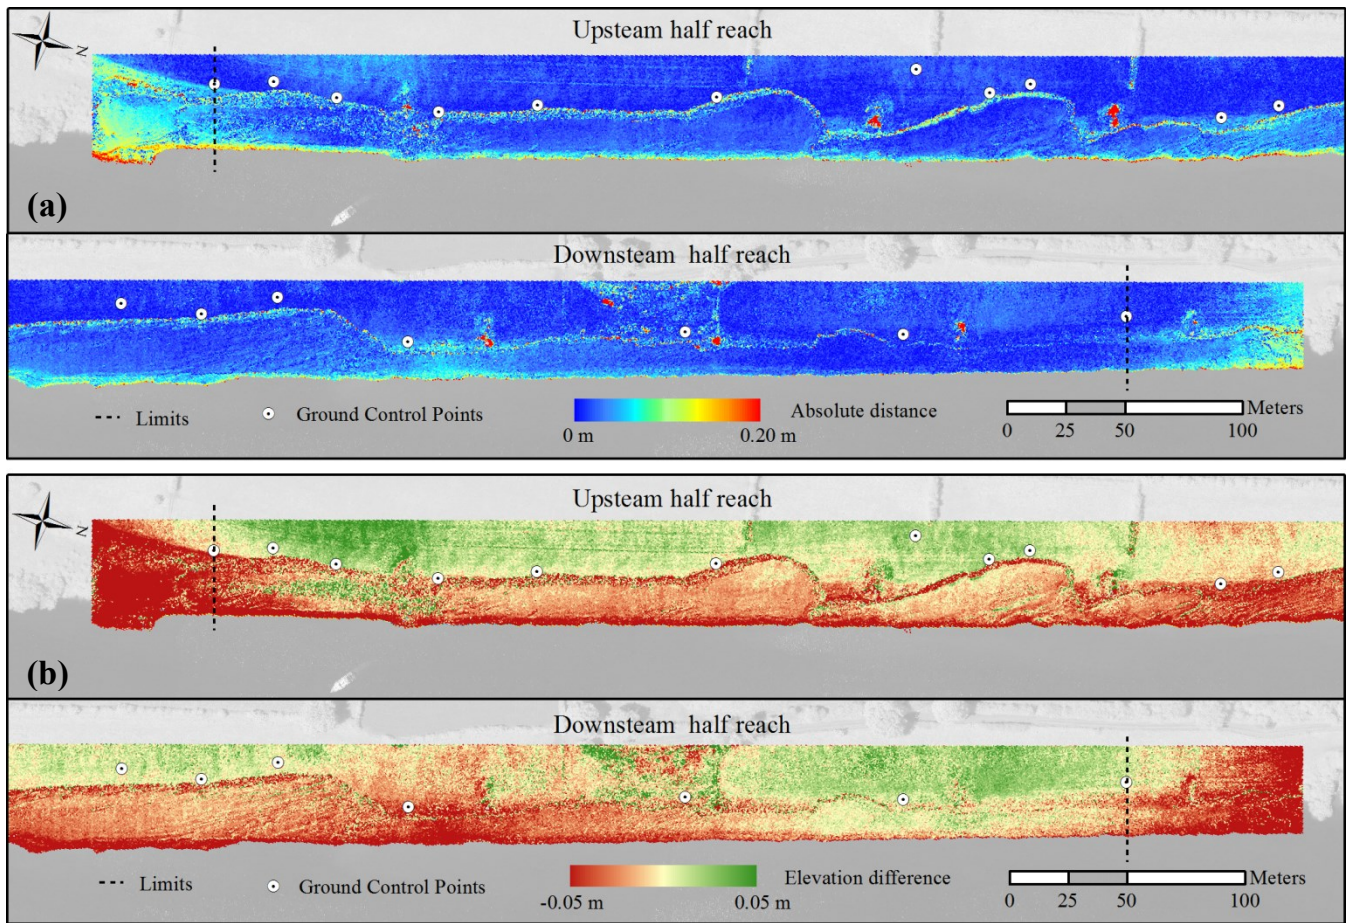 Upsteam half reach
N
(a)
Downsteam half reach
Limits
Ground Control Points
0 m
0.20 m
Absolute distance
Meters
0 25 50 100
Upsteam half reach
N
(b)
Downsteam half reach
Limits
Ground Control Points
-0.05 m
0.05 m
Elevation difference
Meters
0 25 50 100